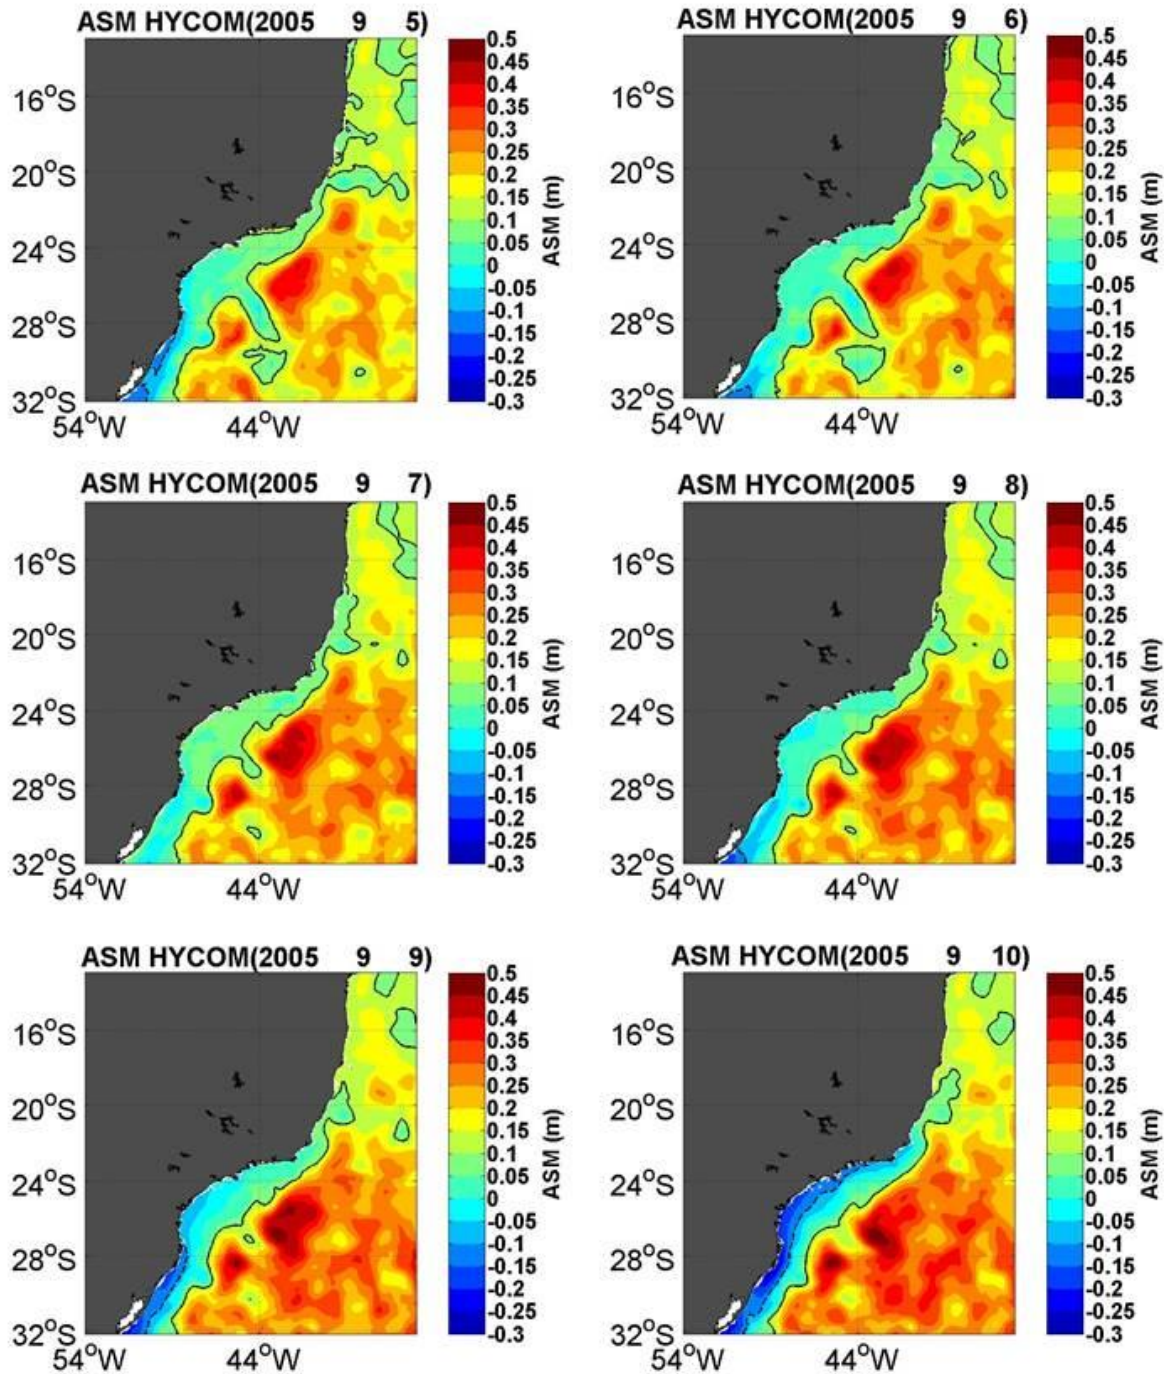 ASM HYCOM(2005 9 5)
16°S
20°S
24°S
28°S
32°S
54°W 44°W
0.5
0.45
0.4
0.35
0.3
0.25
0.2
0.15
0.1
0.05
0
-0.05
-0.1
-0.15
-0.2
-0.25
-0.3
ASM (m)
ASM HYCOM(2005 9 6)
16°S
20°S
24°S
28°S
32°S
54°W 44°W
0.5
0.45
0.4
0.35
0.3
0.25
0.2
0.15
0.1
0.05
0
-0.05
-0.1
-0.15
-0.2
-0.25
-0.3
ASM (m)
ASM HYCOM(2005 9 7)
16°S
20°S
24°S
28°S
32°S
54°W 44°W
0.5
0.45
0.4
0.35
0.3
0.25
0.2
0.15
0.1
0.05
0
-0.05
-0.1
-0.15
-0.2
-0.25
-0.3
ASM (m)
ASM HYCOM(2005 9 8)
16°S
20°S
24°S
28°S
32°S
54°W 44°W
0.5
0.45
0.4
0.35
0.3
0.25
0.2
0.15
0.1
0.05
0
-0.05
-0.1
-0.15
-0.2
-0.25
-0.3
ASM (m)
ASM HYCOM(2005 9 9)
16°S
20°S
24°S
28°S
32°S
54°W 44°W
0.5
0.45
0.4
0.35
0.3
0.25
0.2
0.15
0.1
0.05
0
-0.05
-0.1
-0.15
-0.2
-0.25
-0.3
ASM (m)
ASM HYCOM(2005 9 10)
16°S
20°S
24°S
28°S
32°S
54°W 44°W
0.5
0.45
0.4
0.35
0.3
0.25
0.2
0.15
0.1
0.05
0
-0.05
-0.1
-0.15
-0.2
-0.25
-0.3
ASM (m)